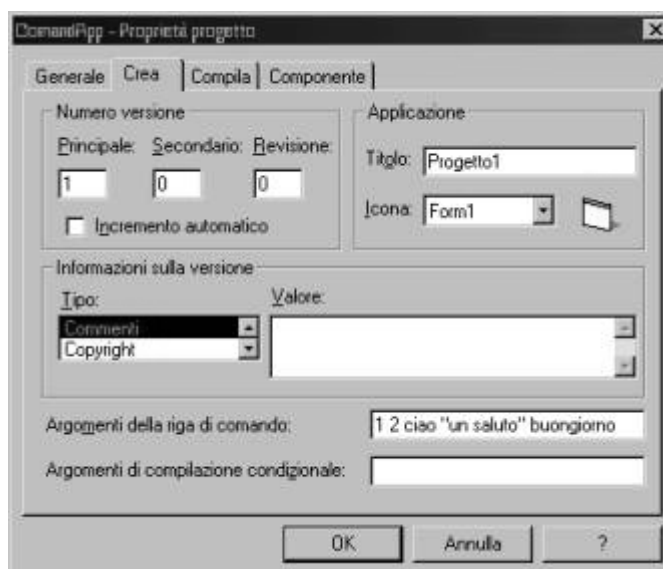 ComandApp - Proprietà progetto
Generale Crea Compila Componente
Numero versione
Principale: Secondario: Revisione:
1 0 0
Incremento automatico
Applicazione
Titolo: Progetto1
Icona: Form1
Informazioni sulla versione
Tipo: Valore:
Commenti
Copyright
Argomenti della riga di comando: 1 2 ciao "un saluto" buongiorno
Argomenti di compilazione condizionale:
OK Annulla ?